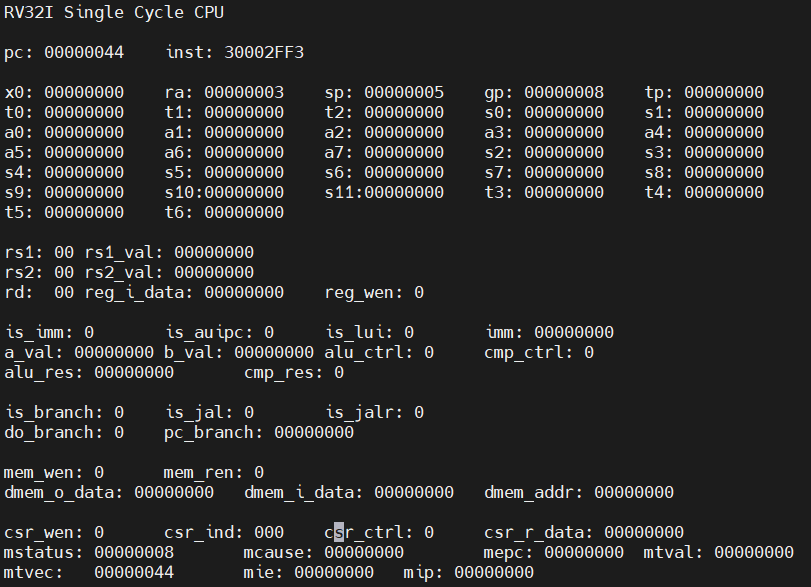 RV32I Single Cycle CPU
pc: 00000044    inst: 30002FF3
x0: 00000000    ra: 00000003    sp: 00000005    gp: 00000008    tp: 00000000
t0: 00000000    t1: 00000000    t2: 00000000    s0: 00000000    s1: 00000000
a0: 00000000    a1: 00000000    a2: 00000000    a3: 00000000    a4: 00000000
a5: 00000000    a6: 00000000    a7: 00000000    s2: 00000000    s3: 00000000
s4: 00000000    s5: 00000000    s6: 00000000    s7: 00000000    s8: 00000000
s9: 00000000    s10:00000000    s11:00000000    t3: 00000000    t4: 00000000
t5: 00000000    t6: 00000000
rs1: 00 rs1_val: 00000000
rs2: 00 rs2_val: 00000000
rd:  00 reg_i_data: 00000000    reg_wen: 0
is_imm: 0       is_auipc: 0     is_lui: 0       imm: 00000000
a_val: 00000000 b_val: 00000000 alu_ctrl: 0     cmp_ctrl: 0
alu_res: 00000000       cmp_res: 0
is_branch: 0    is_jal: 0       is_jalr: 0
do_branch: 0    pc_branch: 00000000
mem_wen: 0      mem_ren: 0
dmem_o_data: 00000000   dmem_i_data: 00000000   dmem_addr: 00000000
csr_wen: 0      csr_ind: 000    csr_ctrl: 0     csr_r_data: 00000000
mstatus: 00000008       mcause: 00000000        mepc: 00000000  mtval: 00000000
mtvec:   00000044       mie: 00000000   mip: 00000000